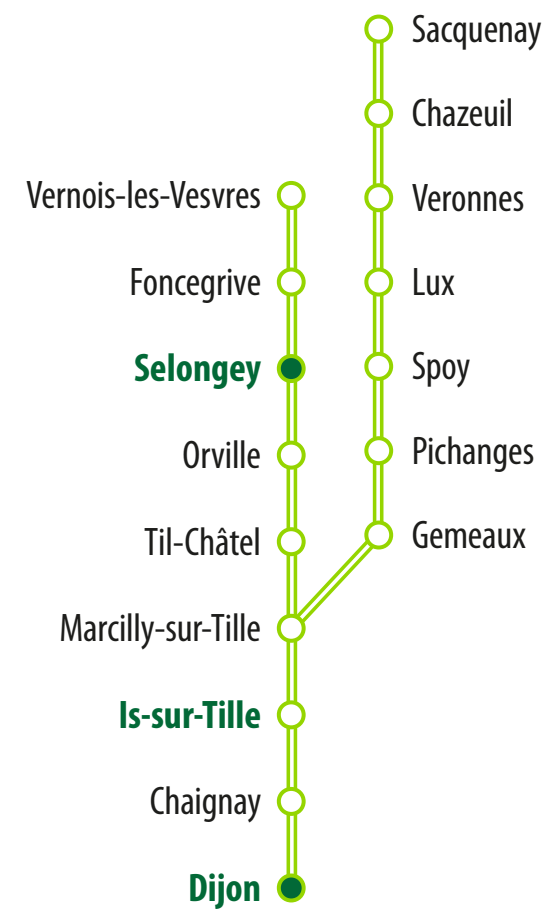 Sacquenay
Chazeuil
Vernois-les-Vesvres
Veronnes
Foncegrive
Lux
Selongey
Spoy
Orville
Pichanges
Til-Châtel
Gemeaux
Marcilly-sur-Tille
Is-sur-Tille
Chaignay
Dijon